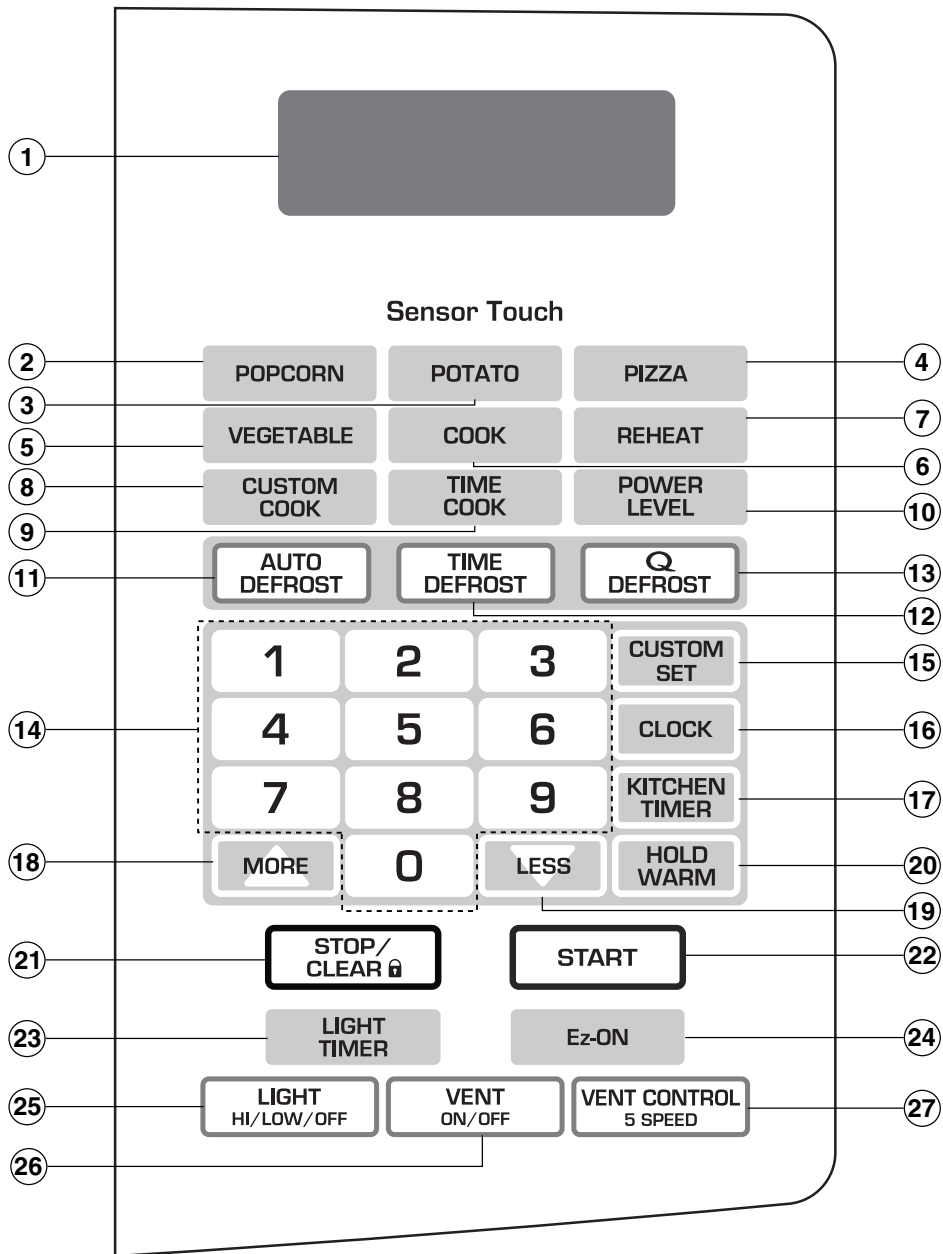 1
Sensor Touch
2
POPCORN
POTATO
PIZZA
4
3
VEGETABLE
COOK
REHEAT
7
5
6
8
CUSTOM
COOK
TIME
COOK
POWER
LEVEL
9
10
11
AUTO
DEFROST
TIME
DEFROST
Q
DEFROST
13
12
1
2
3
CUSTOM
SET
15
14
4
5
6
CLOCK
16
7
8
9
KITCHEN
TIMER
17
18
MORE
0
LESS
HOLD
WARM
20
19
21
STOP/
CLEAR
START
22
23
LIGHT
TIMER
Ez-ON
24
25
LIGHT
HI/LOW/OFF
VENT
ON/OFF
VENT CONTROL
5 SPEED
27
26